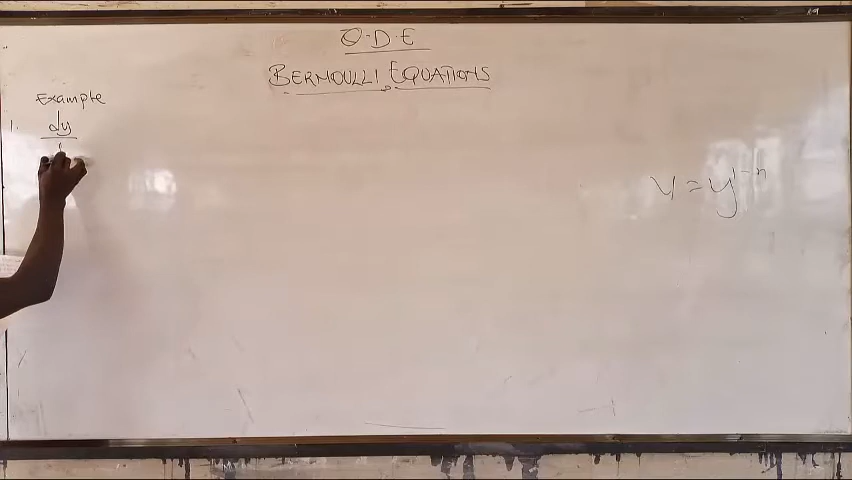 O.D.E
BERNOULLI EQUATIONS
Example
1. dy
V = y^{1-n}